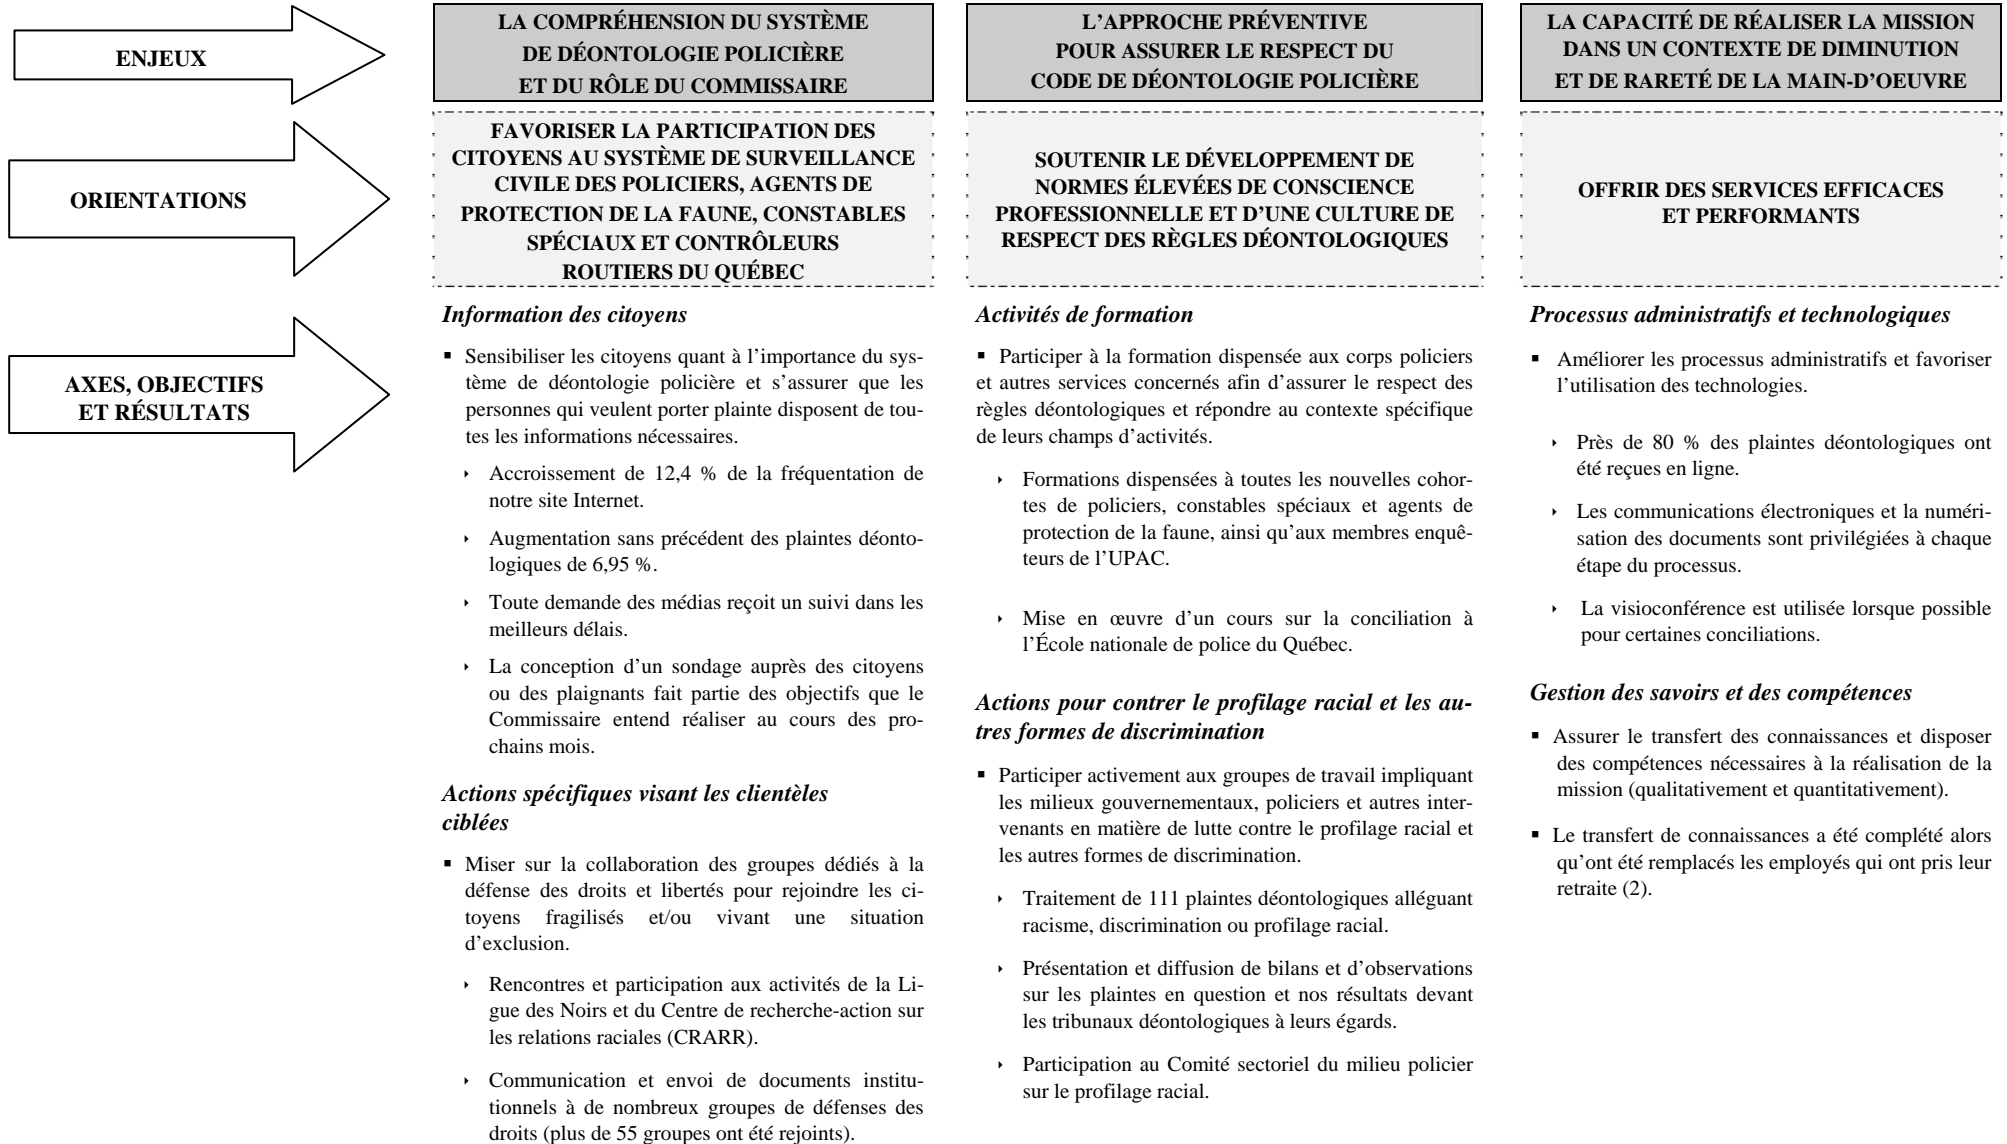 ENJEUX
ORIENTATIONS
AXES, OBJECTIFS
ET RÉSULTATS
LA COMPRÉHENSION DU SYSTÈME
DE DÉONTOLOGIE POLICIÈRE
ET DU RÔLE DU COMMISSAIRE
FAVORISER LA PARTICIPATION DES
CITOYENS AU SYSTÈME DE SURVEILLANCE
CIVILE DES POLICIERS, AGENTS DE
PROTECTION DE LA FAUNE, CONSTABLES
SPÉCIAUX ET CONTRÔLEURS
ROUTIERS DU QUÉBEC
Information des citoyens
▪ Sensibiliser les citoyens quant à l’importance du sys-
tème de déontologie policière et s’assurer que les
personnes qui veulent porter plainte disposent de tou-
tes les informations nécessaires.
‣ Accroissement de 12,4 % de la fréquentation de
notre site Internet.
‣ Augmentation sans précédent des plaintes déonto-
logiques de 6,95 %.
‣ Toute demande des médias reçoit un suivi dans les
meilleurs délais.
‣ La conception d’un sondage auprès des citoyens
ou des plaignants fait partie des objectifs que le
Commissaire entend réaliser au cours des pro-
chains mois.
Actions spécifiques visant les clientèles
ciblées
▪ Miser sur la collaboration des groupes dédiés à la
défense des droits et libertés pour rejoindre les ci-
toyens fragilisés et/ou vivant une situation
d’exclusion.
‣ Rencontres et participation aux activités de la Li-
gue des Noirs et du Centre de recherche-action sur
les relations raciales (CRARR).
‣ Communication et envoi de documents institu-
tionnels à de nombreux groupes de défenses des
droits (plus de 55 groupes ont été rejoints).
L’APPROCHE PRÉVENTIVE
POUR ASSURER LE RESPECT DU
CODE DE DÉONTOLOGIE POLICIÈRE
SOUTENIR LE DÉVELOPPEMENT DE
NORMES ÉLEVÉES DE CONSCIENCE
PROFESSIONNELLE ET D’UNE CULTURE DE
RESPECT DES RÈGLES DÉONTOLOGIQUES
Activités de formation
▪ Participer à la formation dispensée aux corps policiers
et autres services concernés afin d’assurer le respect des
règles déontologiques et répondre au contexte spécifique
de leurs champs d’activités.
‣ Formations dispensées à toutes les nouvelles cohor-
tes de policiers, constables spéciaux et agents de
protection de la faune, ainsi qu’aux membres enquê-
teurs de l’UPAC.
‣ Mise en œuvre d’un cours sur la conciliation à
l’École nationale de police du Québec.
Actions pour contrer le profilage racial et les au-
tres formes de discrimination
▪ Participer activement aux groupes de travail impliquant
les milieux gouvernementaux, policiers et autres inter-
venants en matière de lutte contre le profilage racial et
les autres formes de discrimination.
‣ Traitement de 111 plaintes déontologiques alléguant
racisme, discrimination ou profilage racial.
‣ Présentation et diffusion de bilans et d’observations
sur les plaintes en question et nos résultats devant
les tribunaux déontologiques à leurs égards.
‣ Participation au Comité sectoriel du milieu policier
sur le profilage racial.
LA CAPACITÉ DE RÉALISER LA MISSION
DANS UN CONTEXTE DE DIMINUTION
ET DE RARETÉ DE LA MAIN-D’OEUVRE
OFFRIR DES SERVICES EFFICACES
ET PERFORMANTS
Processus administratifs et technologiques
▪ Améliorer les processus administratifs et favoriser
l’utilisation des technologies.
‣ Près de 80 % des plaintes déontologiques ont
été reçues en ligne.
‣ Les communications électroniques et la numéri-
sation des documents sont privilégiées à chaque
étape du processus.
‣ La visioconférence est utilisée lorsque possible
pour certaines conciliations.
Gestion des savoirs et des compétences
▪ Assurer le transfert des connaissances et disposer
des compétences nécessaires à la réalisation de la
mission (qualitativement et quantitativement).
▪ Le transfert de connaissances a été complété alors
qu’ont été remplacés les employés qui ont pris leur
retraite (2).